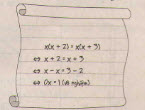 x(x + 2) = x(x + 3)
⇔ x + 2 = x + 3
⇔ x − x = 3 − 2
⇔ 0x = 1 (vô nghiệm)